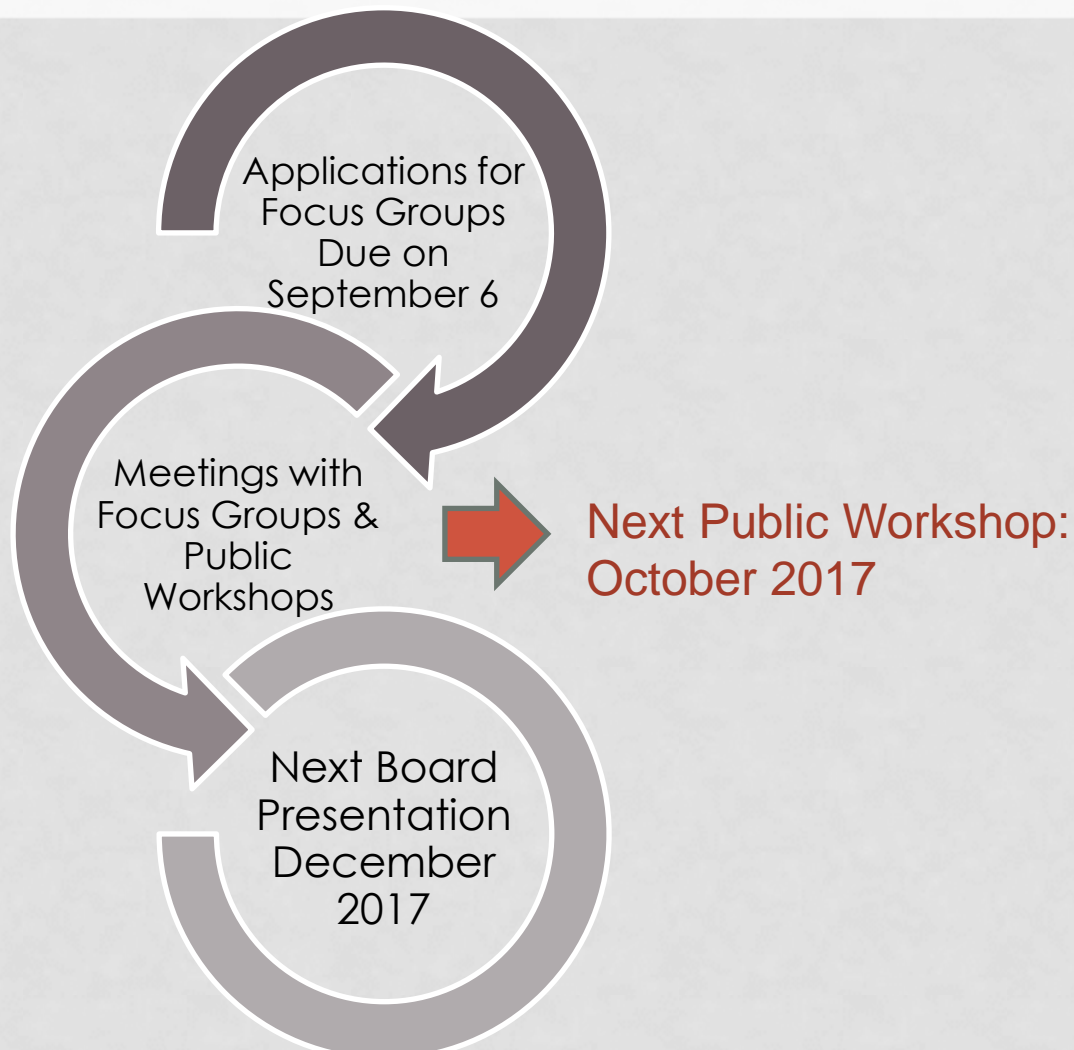 Applications for
Focus Groups
Due on
September 6
Meetings with
Focus Groups &
Public
Workshops
Next Public Workshop:
October 2017
Next Board
Presentation
December
2017